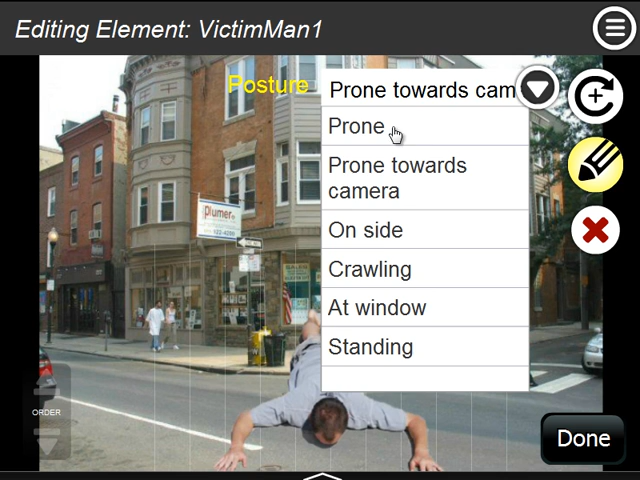 Editing Element: VictimMan1
Posture
Prone towards cam
Prone
Prone towards
camera
On side
Crawling
At window
Standing
plumer
ORDER
Done